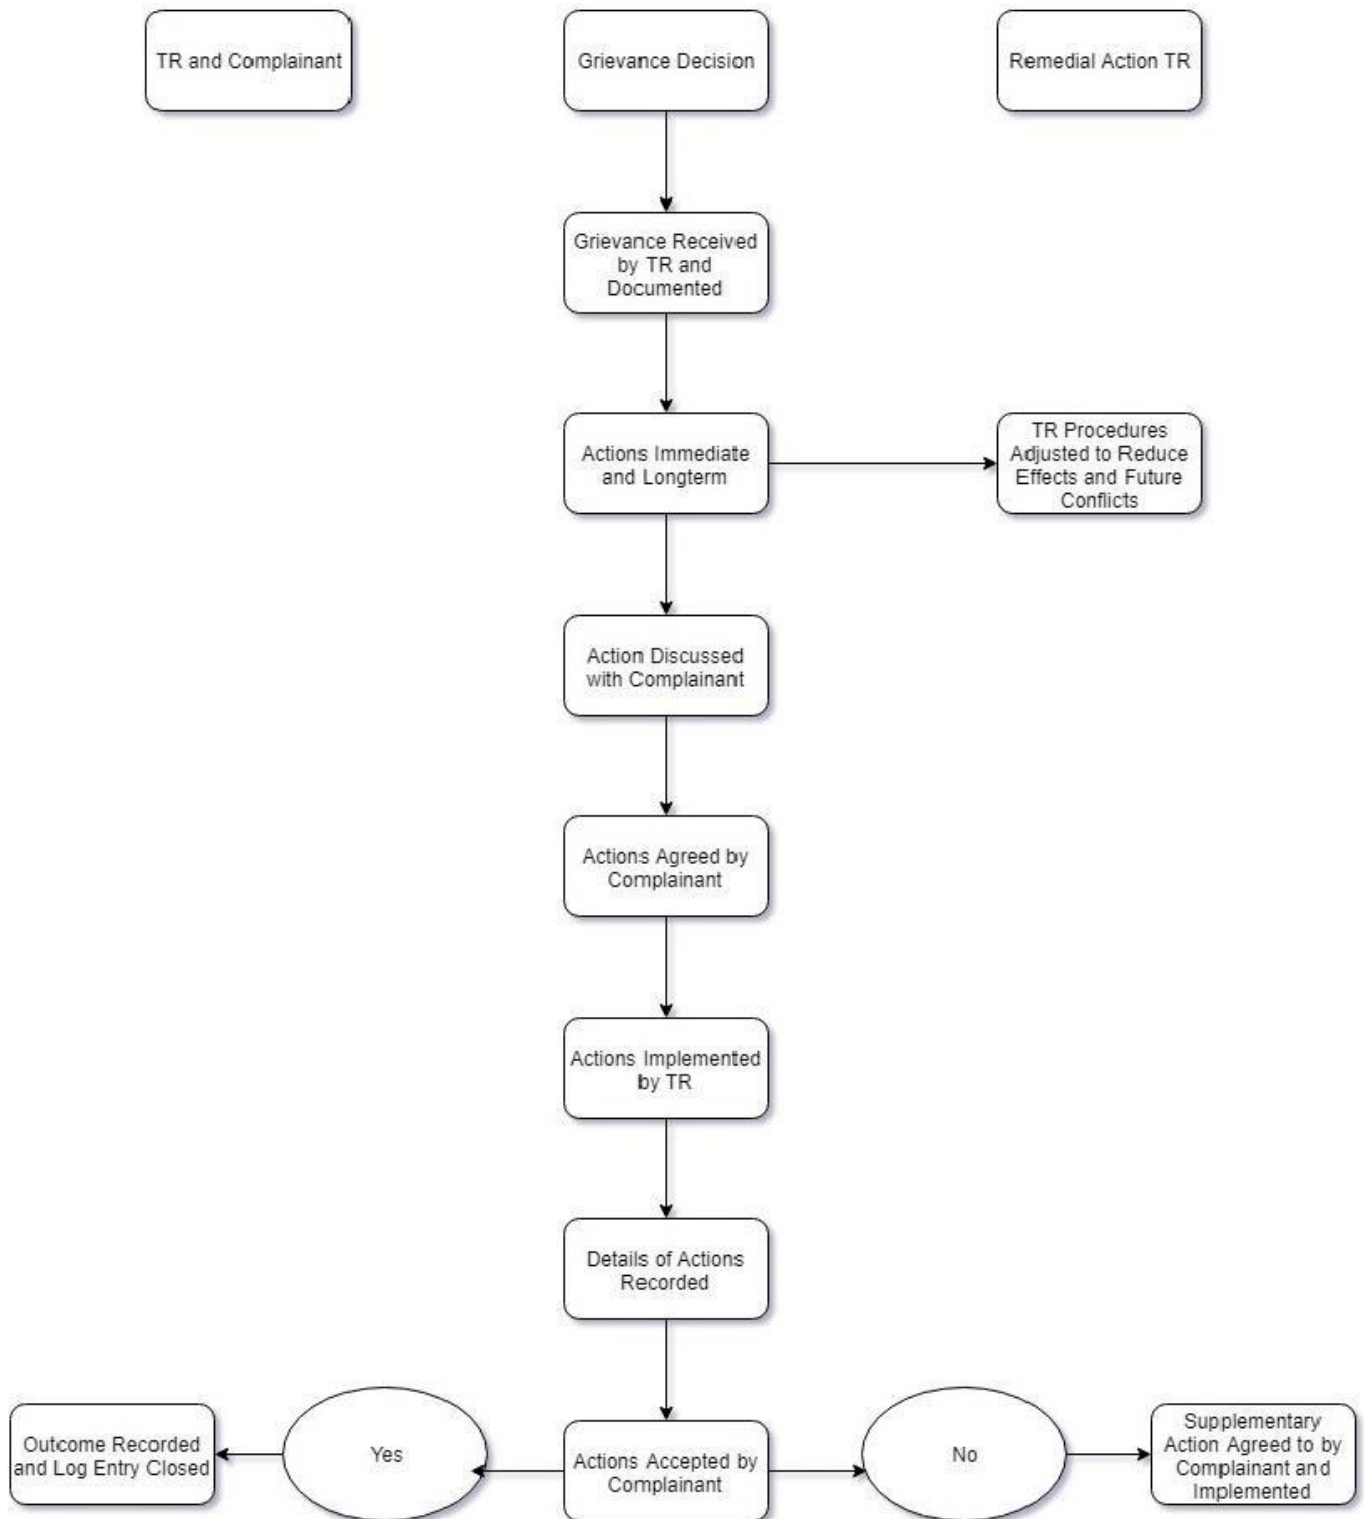 TR and Complainant
Grievance Decision
Remedial Action TR
Grievance Received
by TR and
Documented
Actions Immediate
and Longterm
TR Procedures
Adjusted to Reduce
Effects and Future
Conflicts
Action Discussed
with Complainant
Actions Agreed by
Complainant
Actions Implemented
by TR
Details of Actions
Recorded
Outcome Recorded
and Log Entry Closed
Yes
Actions Accepted by
Complainant
No
Supplementary
Action Agreed to by
Complainant and
Implemented